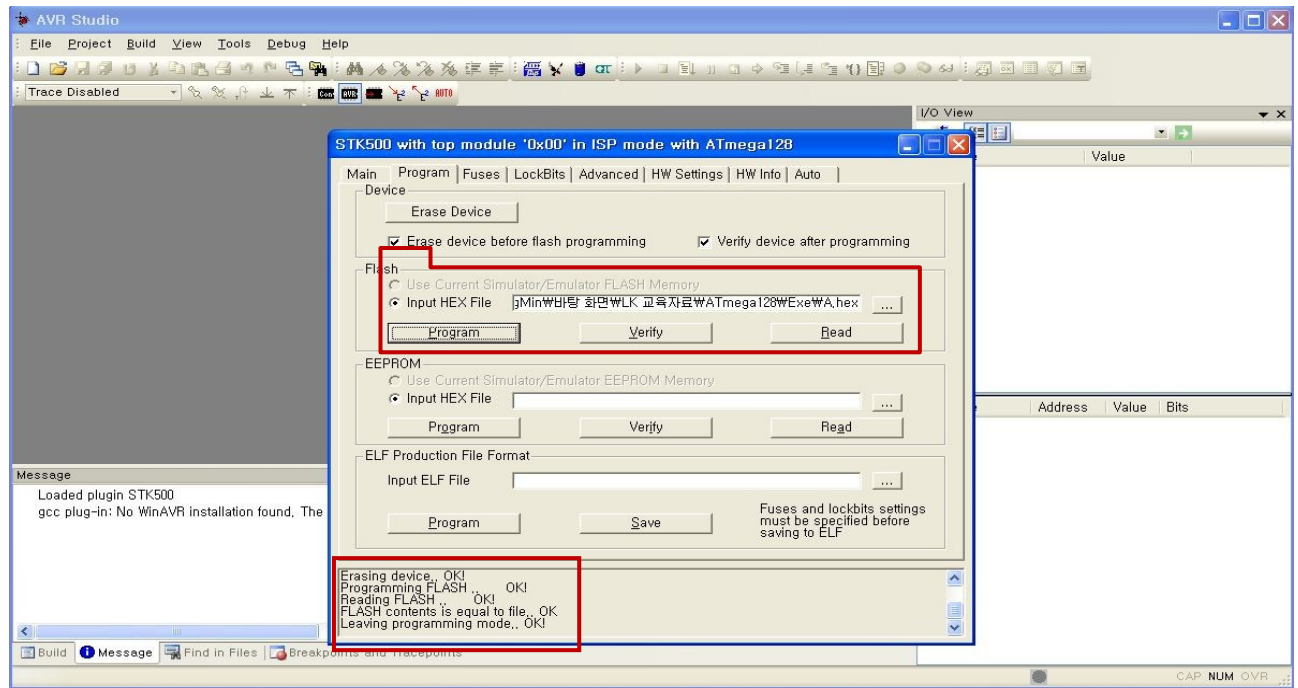 AVR Studio
File Project Build View Tools Debug Help
Trace Disabled
Con AVR AUTO
I/O View
Value
STK500 with top module '0x00' in ISP mode with ATmega128
Main Program Fuses LockBits Advanced HW Settings HW Info Auto
Device
Erase Device
Erase device before flash programming Verify device after programming
Flash
Use Current Simulator/Emulator FLASH Memory
Input HEX File gMin₩바탕 화면₩LK 교육자료₩ATmega128₩Exe₩A.hex ...
Program Verify Read
EEPROM
Use Current Simulator/Emulator EEPROM Memory
Input HEX File ...
Program Verify Read
ELF Production File Format
Input ELF File ...
Program Save
Fuses and lockbits settings
must be specified before
saving to ELF
Address Value Bits
Message
Loaded plugin STK500
gcc plug-in: No WinAVR installation found, The
Erasing device.. OK!
Programming FLASH .. OK!
Reading FLASH .. OK!
FLASH contents is equal to file.. OK
Leaving programming mode.. OK!
Build Message Find in Files Breakpoints and Tracepoints
CAP NUM OVR